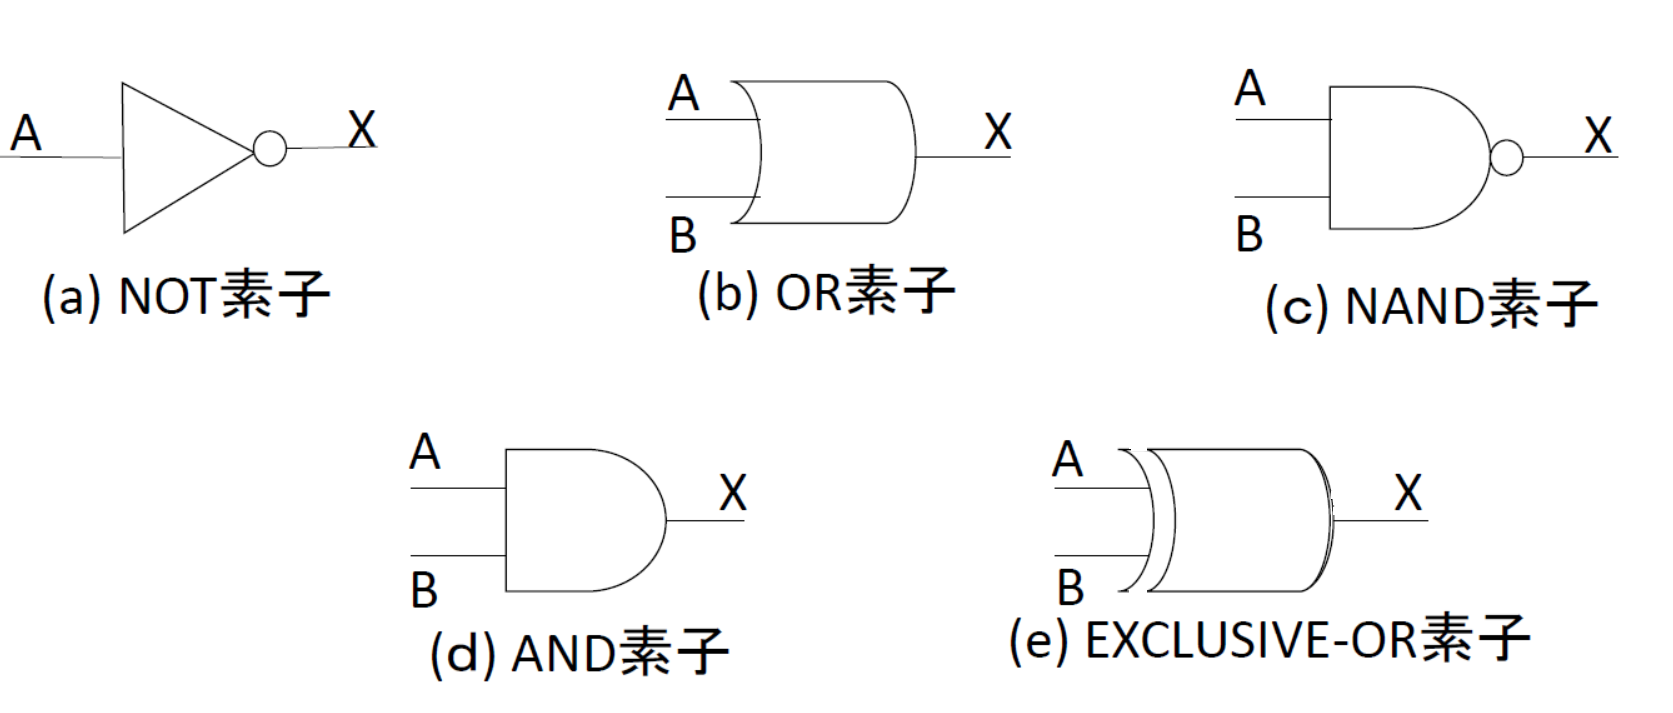 A
X
(a) NOT素子
A
B
X
(b) OR素子
A
B
X
(c) NAND素子
A
B
X
(d) AND素子
A
B
X
(e) EXCLUSIVE-OR素子